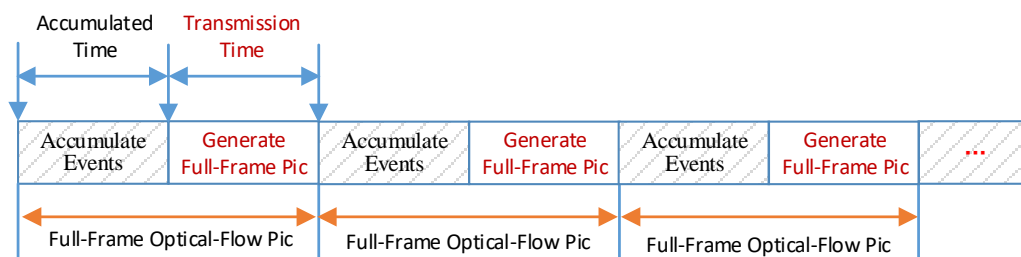 Accumulated
Time
Transmission
Time
Accumulate
Events
Generate
Full-Frame Pic
Accumulate
Events
Generate
Full-Frame Pic
Accumulate
Events
Generate
Full-Frame Pic
...
Full-Frame Optical-Flow Pic
Full-Frame Optical-Flow Pic
Full-Frame Optical-Flow Pic